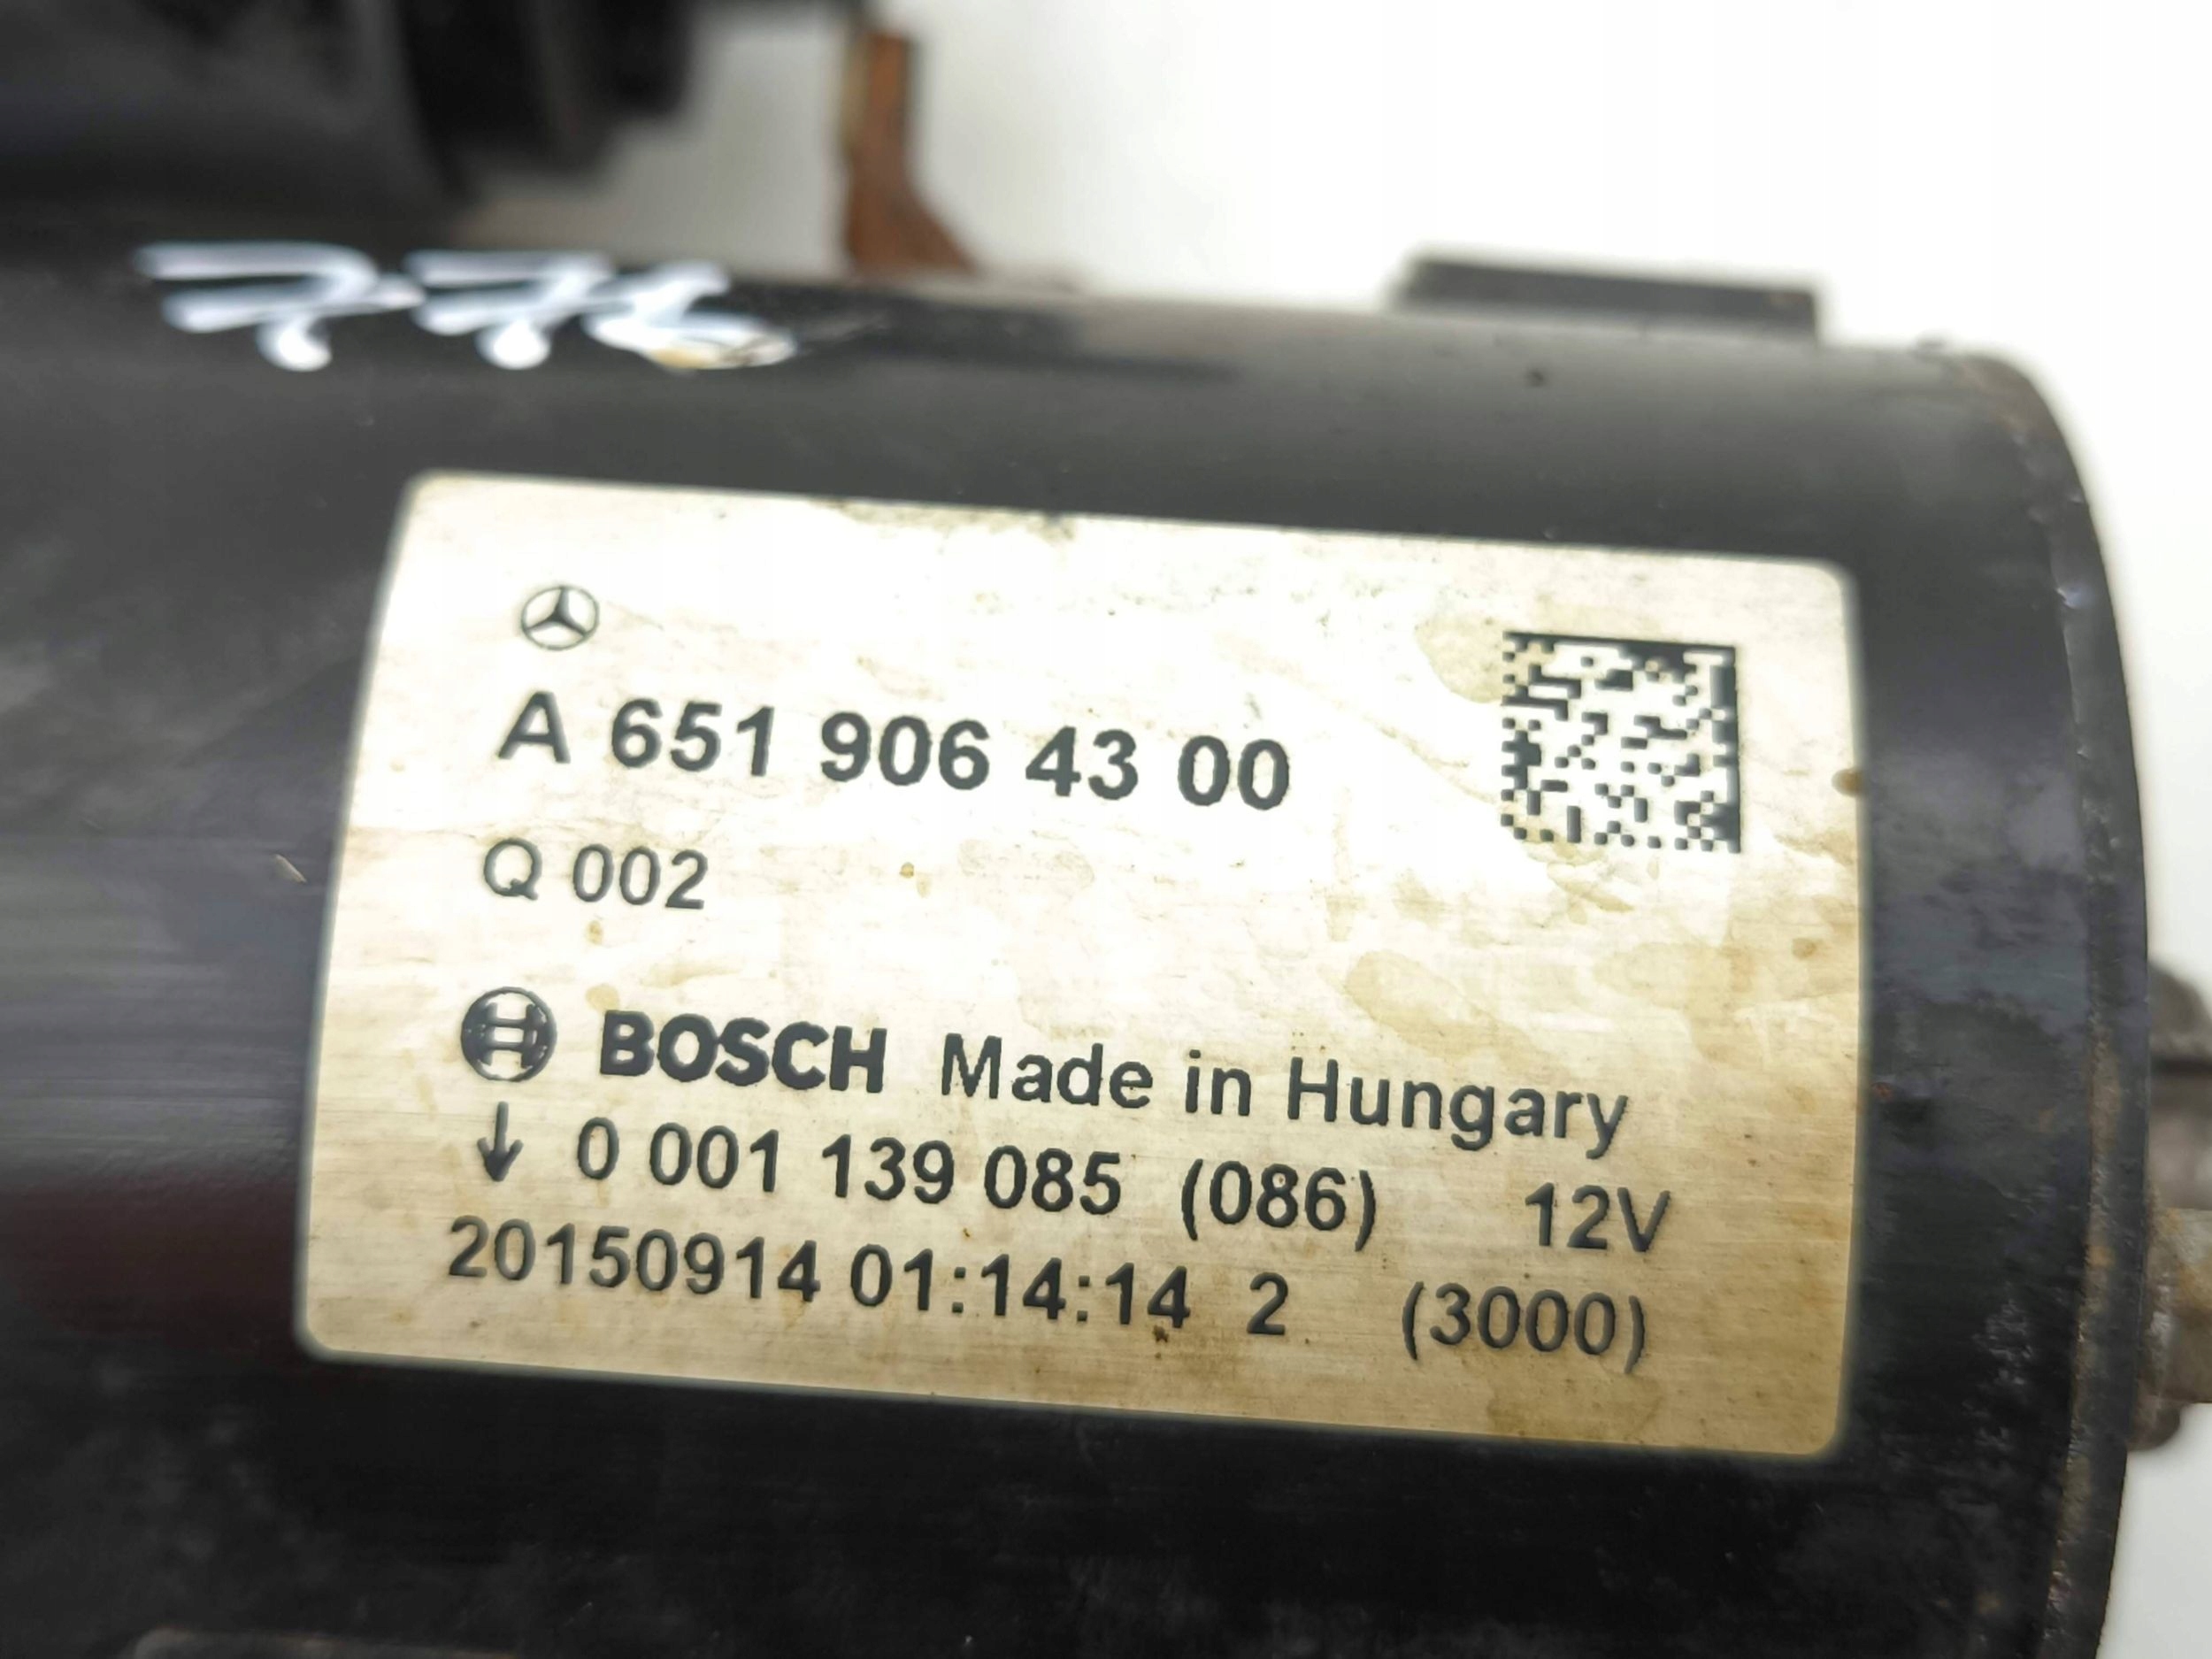 A 651 906 43 00
Q 002
BOSCH Made in Hungary
↓ 0 001 139 085 (086) 12V
20150914 01:14:14 2 (3000)